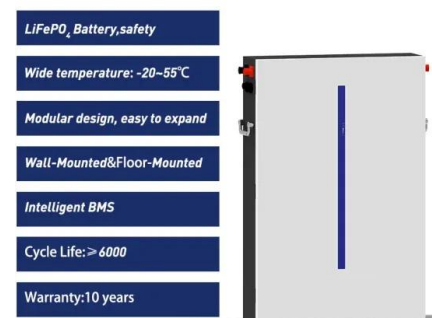 LiFePO₄ Battery,safety
Wide temperature: -20~55℃
Modular design, easy to expand
Wall-Mounted&Floor-Mounted
Intelligent BMS
Cycle Life:≥6000
Warranty:10 years